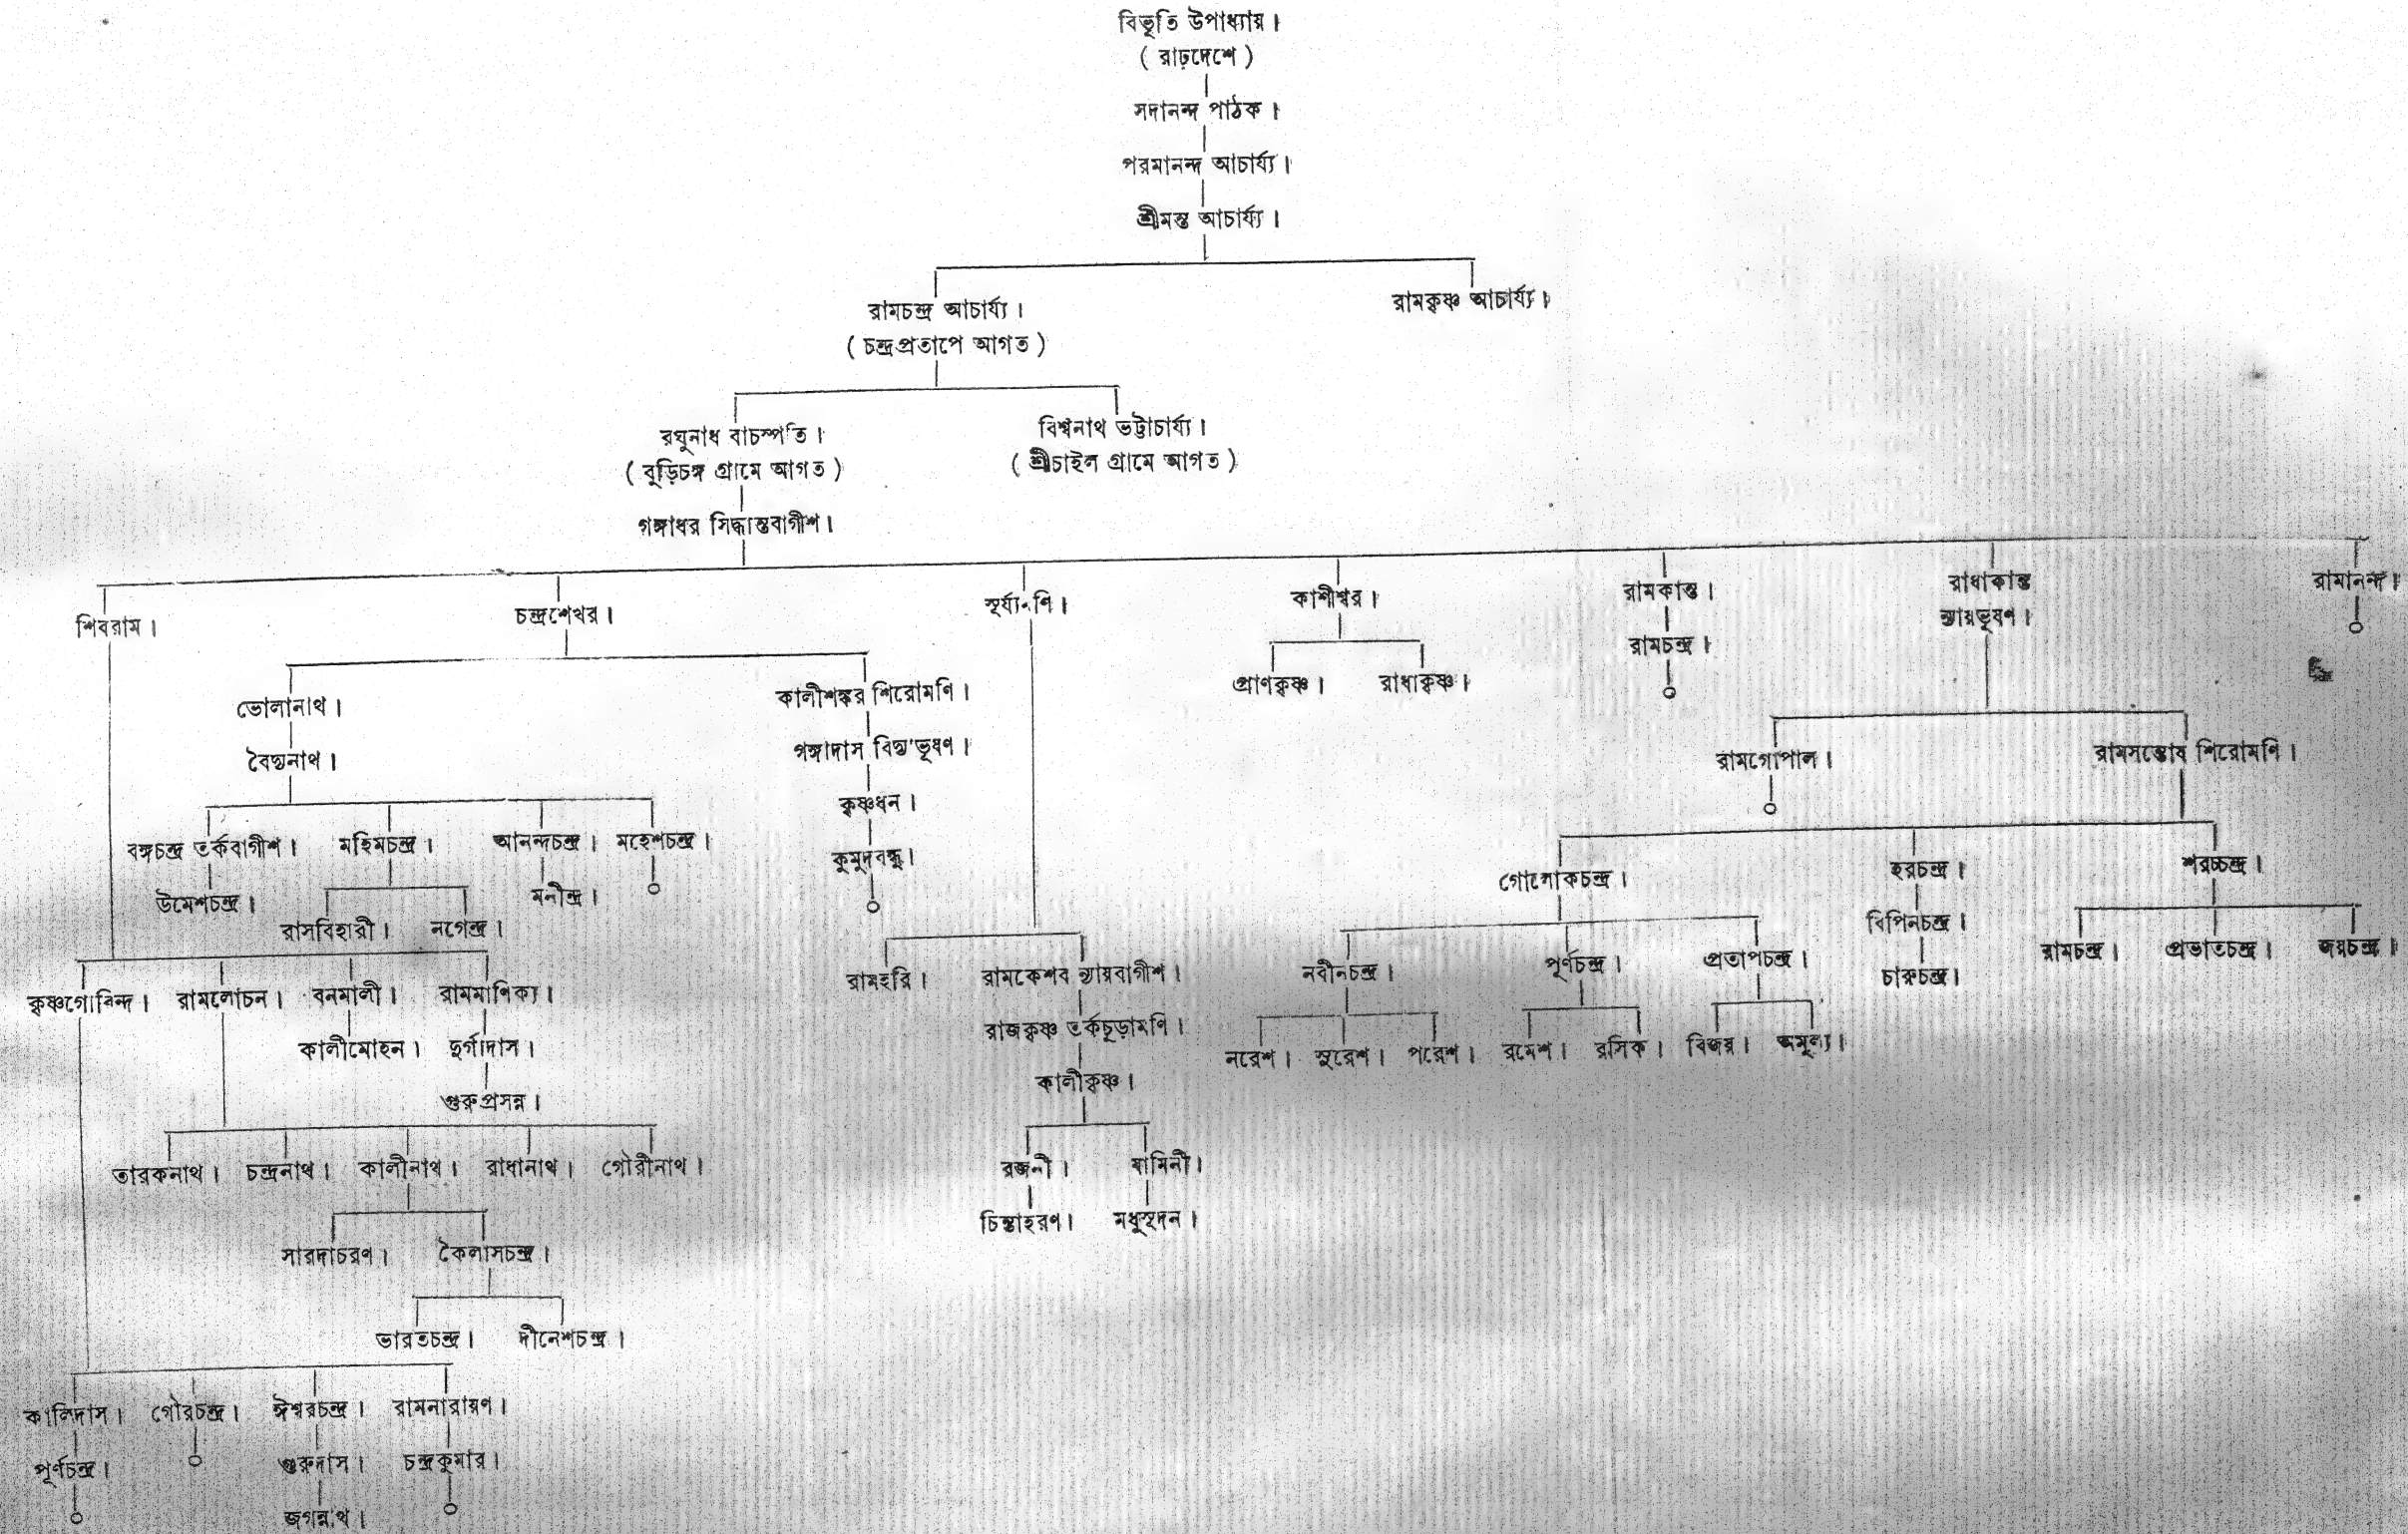 বিভূতি উপাধ্যায়।
( রাঢ়দেশে )
সদানন্দ পাঠক।
পরমানন্দ আচার্য্য।
শ্রীমন্ত আচার্য্য।
রামচন্দ্র আচার্য্য।
রামকৃষ্ণ আচার্য্য।
( চন্দ্রপ্রতাপে আগত )
রঘুনাথ বাচস্পতি।
বিশ্বনাথ ভট্টাচার্য্য।
( বুড়িচঙ্গ গ্রামে আগত )
( শ্রীচাইল গ্রামে আগত )
গঙ্গাধর সিদ্ধান্তবাগীশ।
শিবরাম।
চন্দ্রশেখর।
সূর্য্যমণি।
কাশীশ্বর।
রামকান্ত।
রাধাকান্ত
ন্যায়ভূষণ।
রামানন্দ।
রামচন্দ্র।
প্রাণকৃষ্ণ।
রাধাকৃষ্ণ।
ভোলানাথ।
কালীশঙ্কর শিরোমণি।
বৈদ্যনাথ।
গঙ্গাদাস বিদ্যাভূষণ।
রামগোপাল।
রামসন্তোষ শিরোমণি।
কৃষ্ণধন।
বঙ্গচন্দ্র তর্কবাগীশ।
মহিমচন্দ্র।
আনন্দচন্দ্র।
মহেশচন্দ্র।
কুমুদবন্ধু।
উমেশচন্দ্র।
রাসবিহারী।
নগেন্দ্র।
মনীন্দ্র।
গোলোকচন্দ্র।
হরচন্দ্র।
শরচ্চন্দ্র।
বিপিনচন্দ্র।
চারুচন্দ্র।
রামচন্দ্র।
প্রভাতচন্দ্র।
জয়চন্দ্র।
কৃষ্ণগোবিন্দ।
রামলোচন।
বনমালী।
রামমাণিক্য।
রামহরি।
রামকেশব ন্যায়বাগীশ।
নবীনচন্দ্র।
পূর্ণচন্দ্র।
প্রতাপচন্দ্র।
কালীমোহন।
দুর্গাদাস।
রাজকৃষ্ণ তর্কচূড়ামণি।
নরেশ।
সুরেশ।
পরেশ।
রমেশ।
রসিক।
বিজয়।
অমূল্য।
গুরুপ্রসন্ন।
কালীকৃষ্ণ।
তারকনাথ।
চন্দ্রনাথ।
কালীনাথ।
রাধানাথ।
গৌরীনাথ।
রজনী।
যামিনী।
চিন্তাহরণ।
মধুসূদন।
সারদাচরণ।
কৈলাসচন্দ্র।
ভারতচন্দ্র।
দীনেশচন্দ্র।
কালিদাস।
গৌরচন্দ্র।
ঈশ্বরচন্দ্র।
রামনারায়ণ।
পূর্ণচন্দ্র।
গুরুদাস।
চন্দ্রকুমার।
জগন্নাথ।